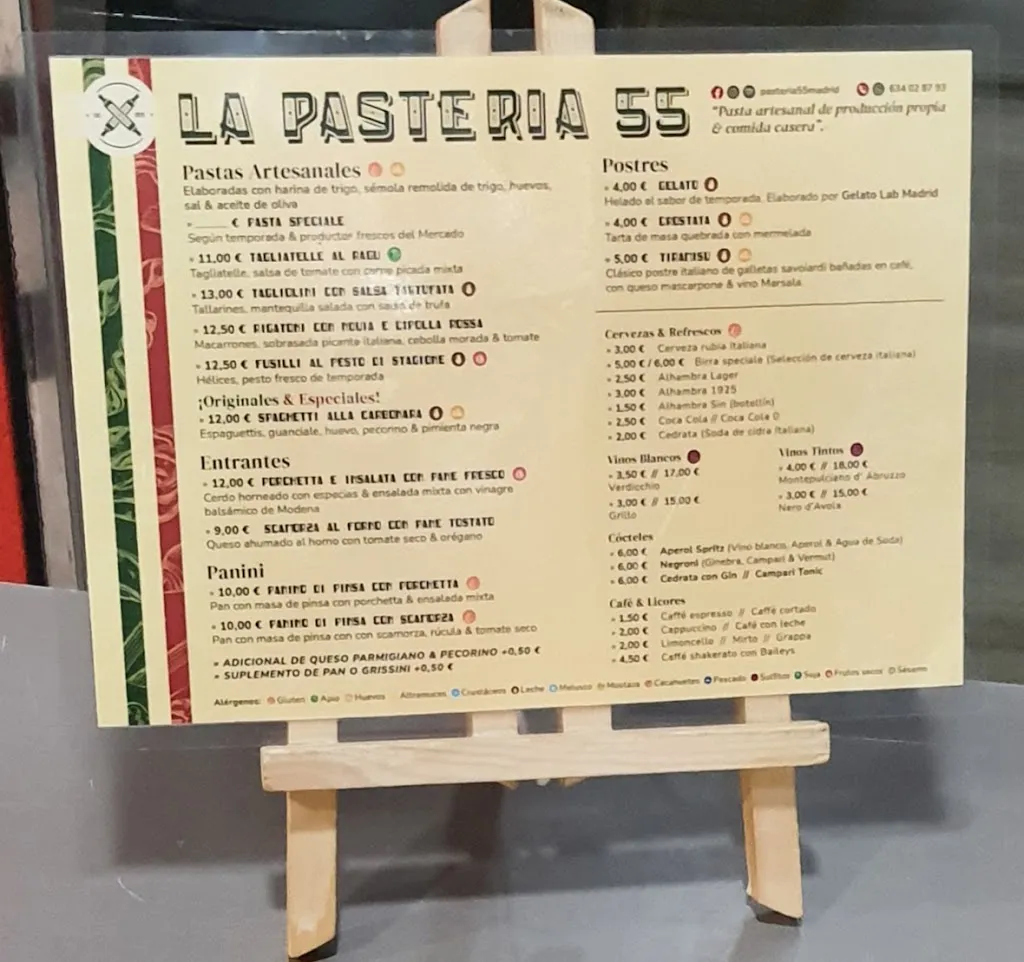 LA PASTERIA 55
pasteria55madrid 634 02 87 93
"Pasta artesanal de producción propia
& comida casera".
Pastas Artesanales
Elaboradas con harina de trigo, sémola remolida de trigo, huevos,
sal & aceite de oliva
- ____ € PASTA SPECIALE
Según temporada & productor frescos del Mercado
- 11,00 € TAGLIATELLE AL RAGU
Tagliatelle, salsa de tomate con carne picada mixta
- 13,00 € TAGLIOLINI CON SALSA TARTUFATA
Tallarines, mantequilla salada con salsa de trufa
- 12,50 € RIGATONI CON NDUIA E CIPOLLA ROSSA
Macarrones, sobrasada picante italiana, cebolla morada & tomate
- 12,50 € FUSILLI AL PESTO DI STAGIONE
Hélices, pesto fresco de temporada
¡Originales & Especiales!
- 12,00 € SPAGHETTI ALLA CARBONARA
Espaguettis, guanciale, huevo, pecorino & pimienta negra
Entrantes
- 12,00 € PORCHETTA E INSALATA CON PANE FRESCO
Cerdo horneado con especias & ensalada mixta con vinagre
balsámico de Modena
- 9,00 € SCAMORZA AL FORNO CON PANE TOSTATO
Queso ahumado al horno con tomate seco & orégano
Panini
- 10,00 € PANINO DI PINSA CON PORCHETTA
Pan con masa de pinsa con porchetta & ensalada mixta
- 10,00 € PANINO DI PINSA CON SCAMORZA
Pan con masa de pinsa con con scamorza, rúcula & tomate seco
- ADICIONAL DE QUESO PARMIGIANO & PECORINO +0,50 €
- SUPLEMENTO DE PAN O GRISSINI +0,50 €
Postres
- 4,00 € GELATO
Helado al sabor de temporada. Elaborado por Gelato Lab Madrid
- 4,00 € CROSTATA
Tarta de masa quebrada con mermelada
- 5,00 € TIRAMISU
Clásico postre italiano de galletas savoiardi bañadas en café,
con queso mascarpone & vino Marsala.
Cervezas & Refrescos
- 3,00 € Cerveza rubia Italiana
- 5,00 € / 6,00 € Birra speciale (Selección de cerveza italiana)
- 2,50 € Alhambra Lager
- 3,00 € Alhambra 1925
- 1,50 € Alhambra Sin (botellín)
- 2,50 € Coca Cola // Coca Cola 0
- 2,00 € Cedrata (Soda de cidra Italiana)
Vinos Blancos
- 3,50 € // 17,00 €
Verdicchio
- 3,00 € // 15,00 €
Grillo
Vinos Tintos
- 4,00 € // 18,00 €
Montepulciano d' Abruzzo
- 3,00 € // 15,00 €
Nero d'Avola
Cócteles
- 6,00 € Aperol Spritz (Vino blanco, Aperol & Agua de Soda)
- 6,00 € Negroni (Ginebra, Campari & Vermut)
- 6,00 € Cedrata con Gin // Campari Tonic
Café & Licores
- 1,50 € Caffé espresso // Caffé cortado
- 2,00 € Cappuccino // Café con leche
- 2,00 € Limoncello // Mirto // Grappa
- 4,50 € Caffé shakerato con Baileys
Alérgenos: Gluten Apio Huevos Altramuces Crustáceos Leche Molusco Mostaza Cacahuetes Pescado Sulfitos Soja Frutos secos Sésamo